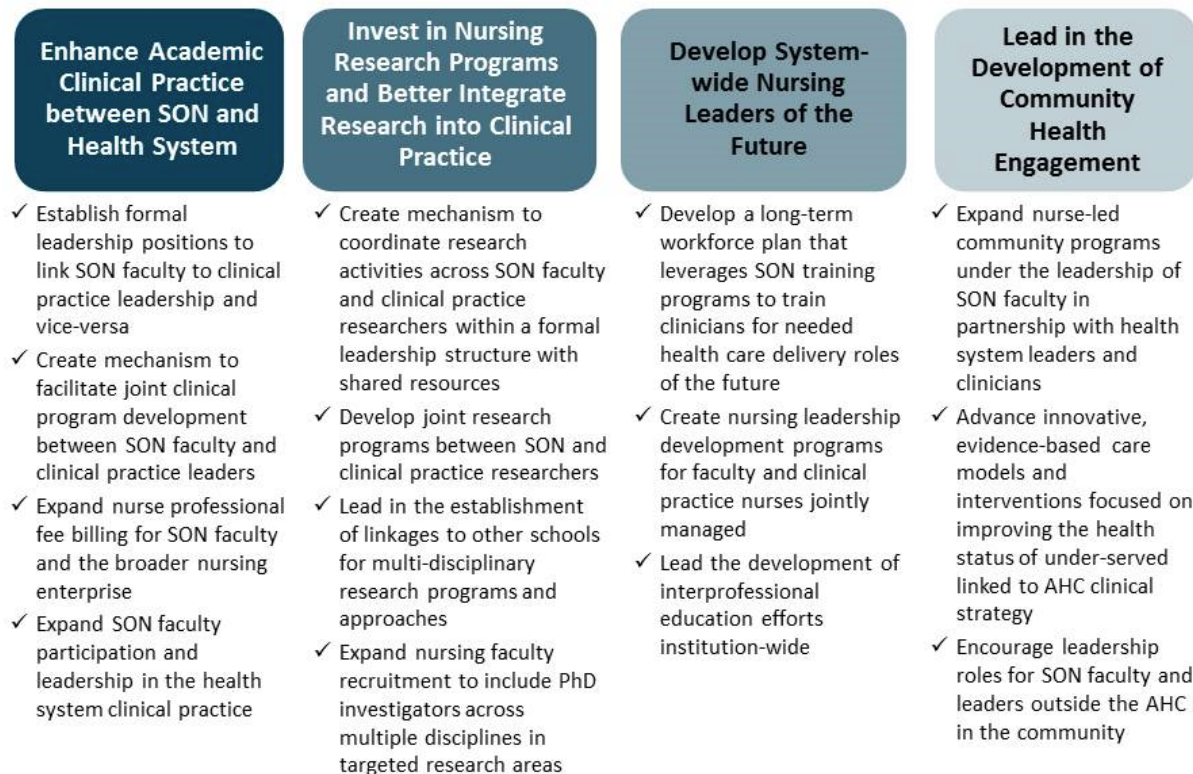 Enhance Academic
Clinical Practice
between SON and
Health System
✓ Establish formal
leadership positions to
link SON faculty to clinical
practice leadership and
vice-versa
✓ Create mechanism to
facilitate joint clinical
program development
between SON faculty and
clinical practice leaders
✓ Expand nurse professional
fee billing for SON faculty
and the broader nursing
enterprise
✓ Expand SON faculty
participation and
leadership in the health
system clinical practice
Invest in Nursing
Research Programs
and Better Integrate
Research into Clinical
Practice
✓ Create mechanism to
coordinate research
activities across SON faculty
and clinical practice
researchers within a formal
leadership structure with
shared resources
✓ Develop joint research
programs between SON and
clinical practice researchers
✓ Lead in the establishment
of linkages to other schools
for multi-disciplinary
research programs and
approaches
✓ Expand nursing faculty
recruitment to include PhD
investigators across
multiple disciplines in
targeted research areas
Develop System-
wide Nursing
Leaders of the
Future
✓ Develop a long-term
workforce plan that
leverages SON training
programs to train
clinicians for needed
health care delivery roles
of the future
✓ Create nursing leadership
development programs
for faculty and clinical
practice nurses jointly
managed
✓ Lead the development of
interprofessional
education efforts
institution-wide
Lead in the
Development of
Community
Health
Engagement
✓ Expand nurse-led
community programs
under the leadership of
SON faculty in
partnership with health
system leaders and
clinicians
✓ Advance innovative,
evidence-based care
models and
interventions focused on
improving the health
status of under-served
linked to AHC clinical
strategy
✓ Encourage leadership
roles for SON faculty and
leaders outside the AHC
in the community